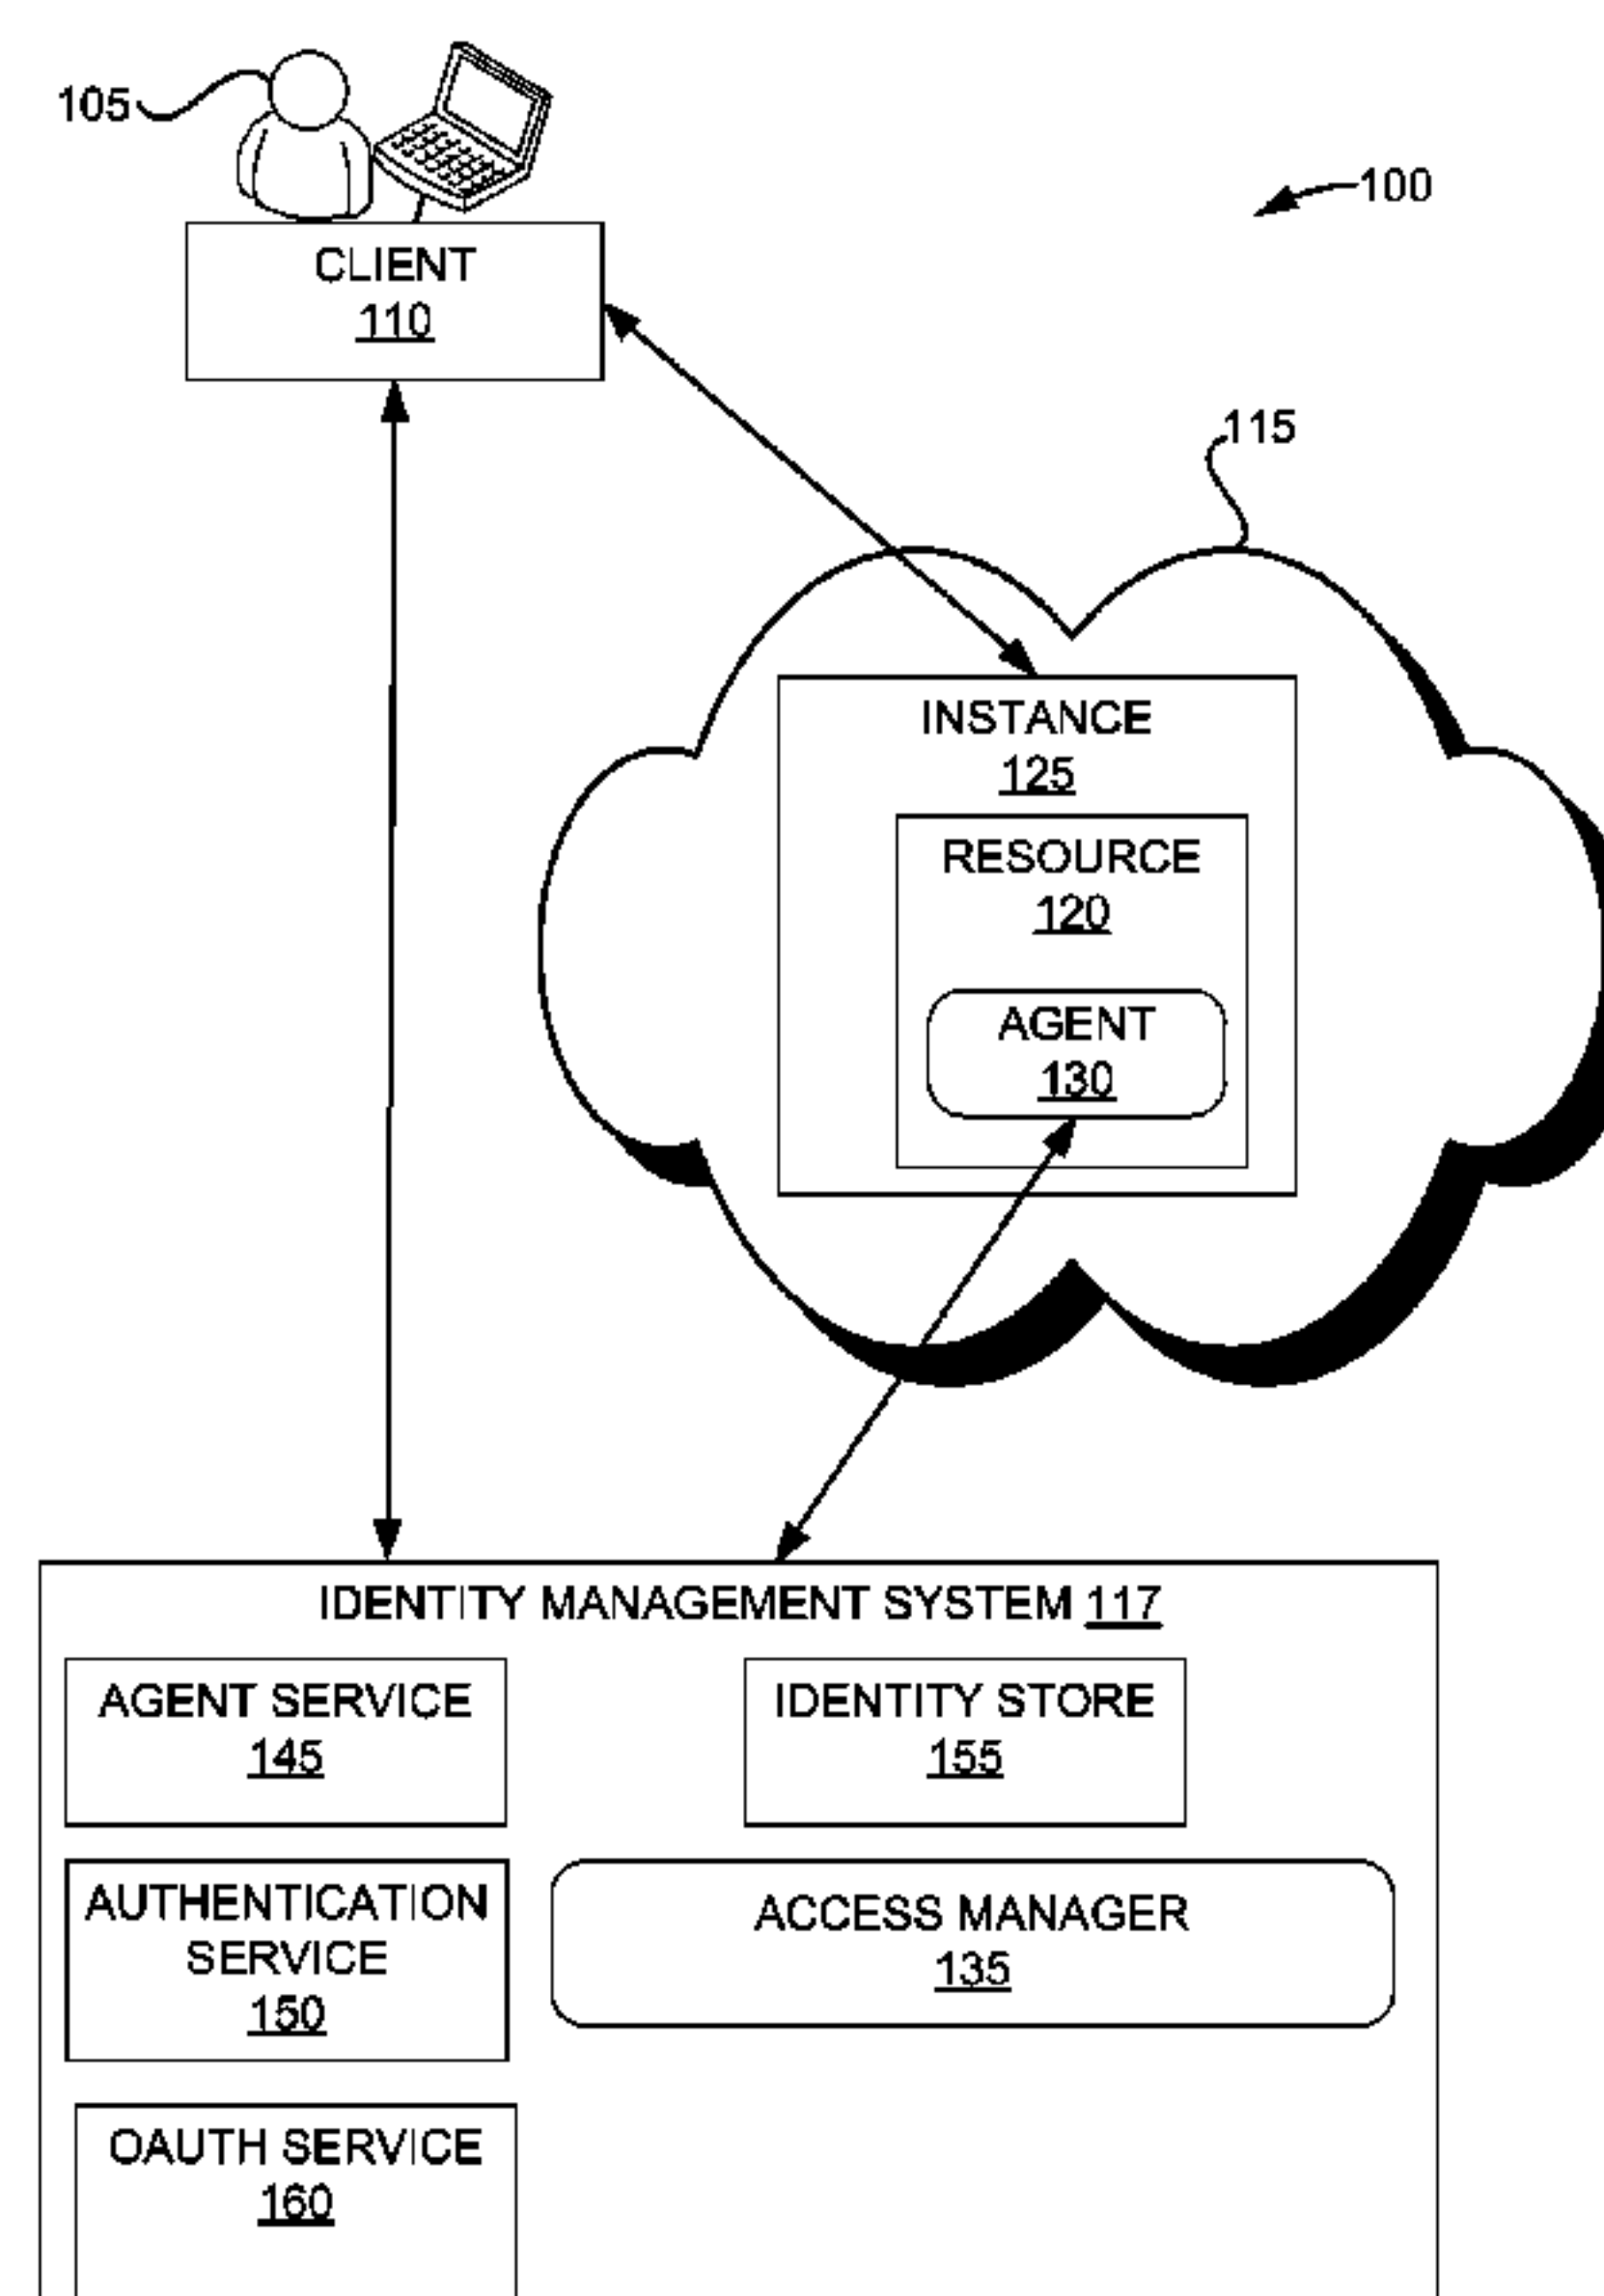 105
100
CLIENT
110
115
INSTANCE
125
RESOURCE
120
AGENT
130
IDENTITY MANAGEMENT SYSTEM 117
AGENT SERVICE
145
IDENTITY STORE
155
AUTHENTICATION
SERVICE
150
ACCESS MANAGER
135
OAUTH SERVICE
160